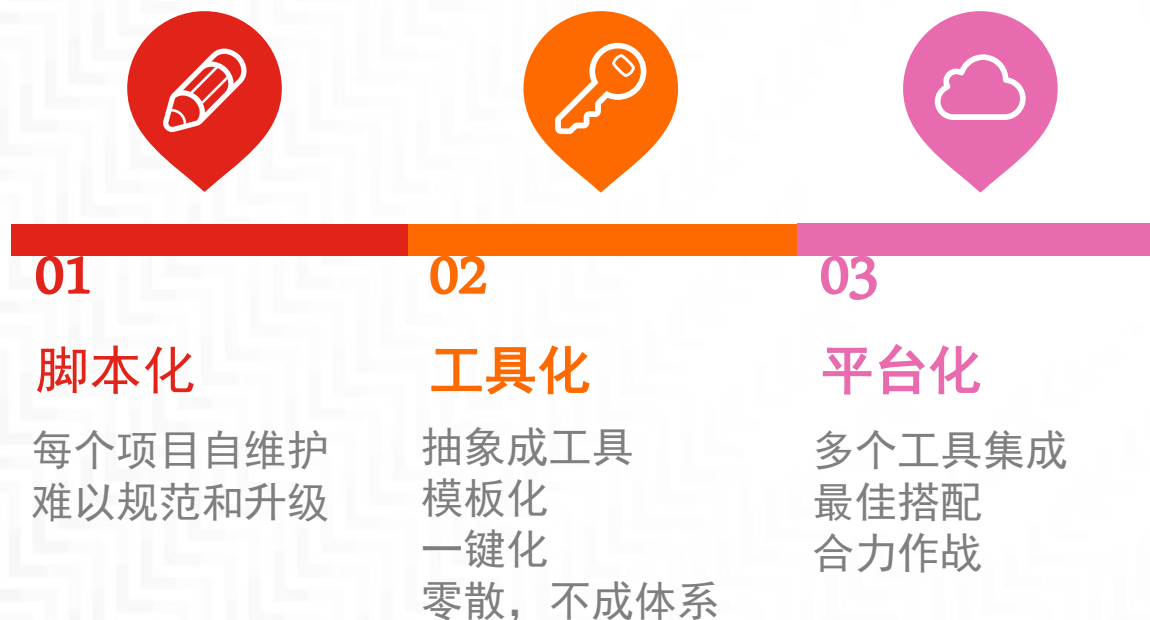 01
脚本化
每个项目自维护
难以规范和升级
02
工具化
抽象成工具
模板化
一键化
零散，不成体系
03
平台化
多个工具集成
最佳搭配
合力作战